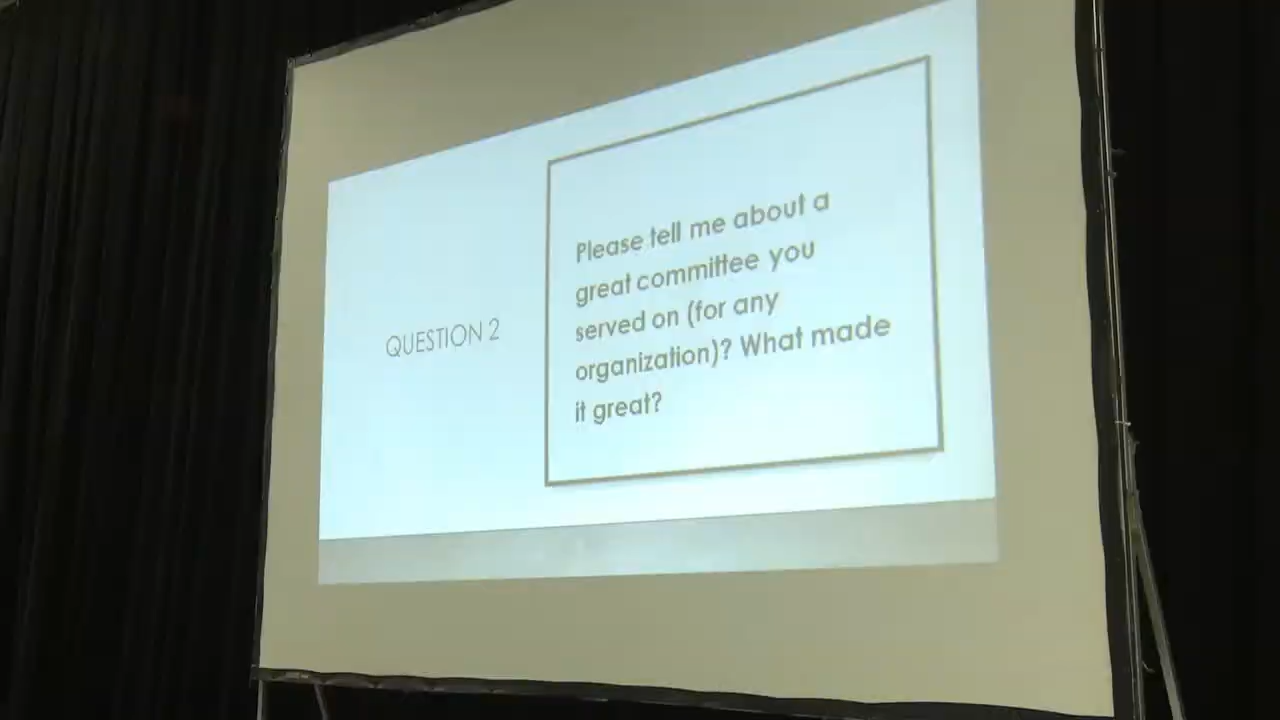 QUESTION 2
Please tell me about a
great committee you
served on (for any
organization)? What made
it great?